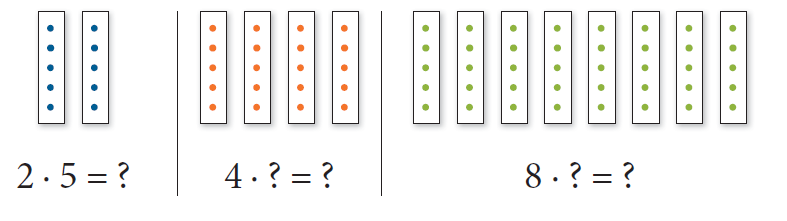 2 · 5 = ?
4 · ? = ?
8 · ? = ?